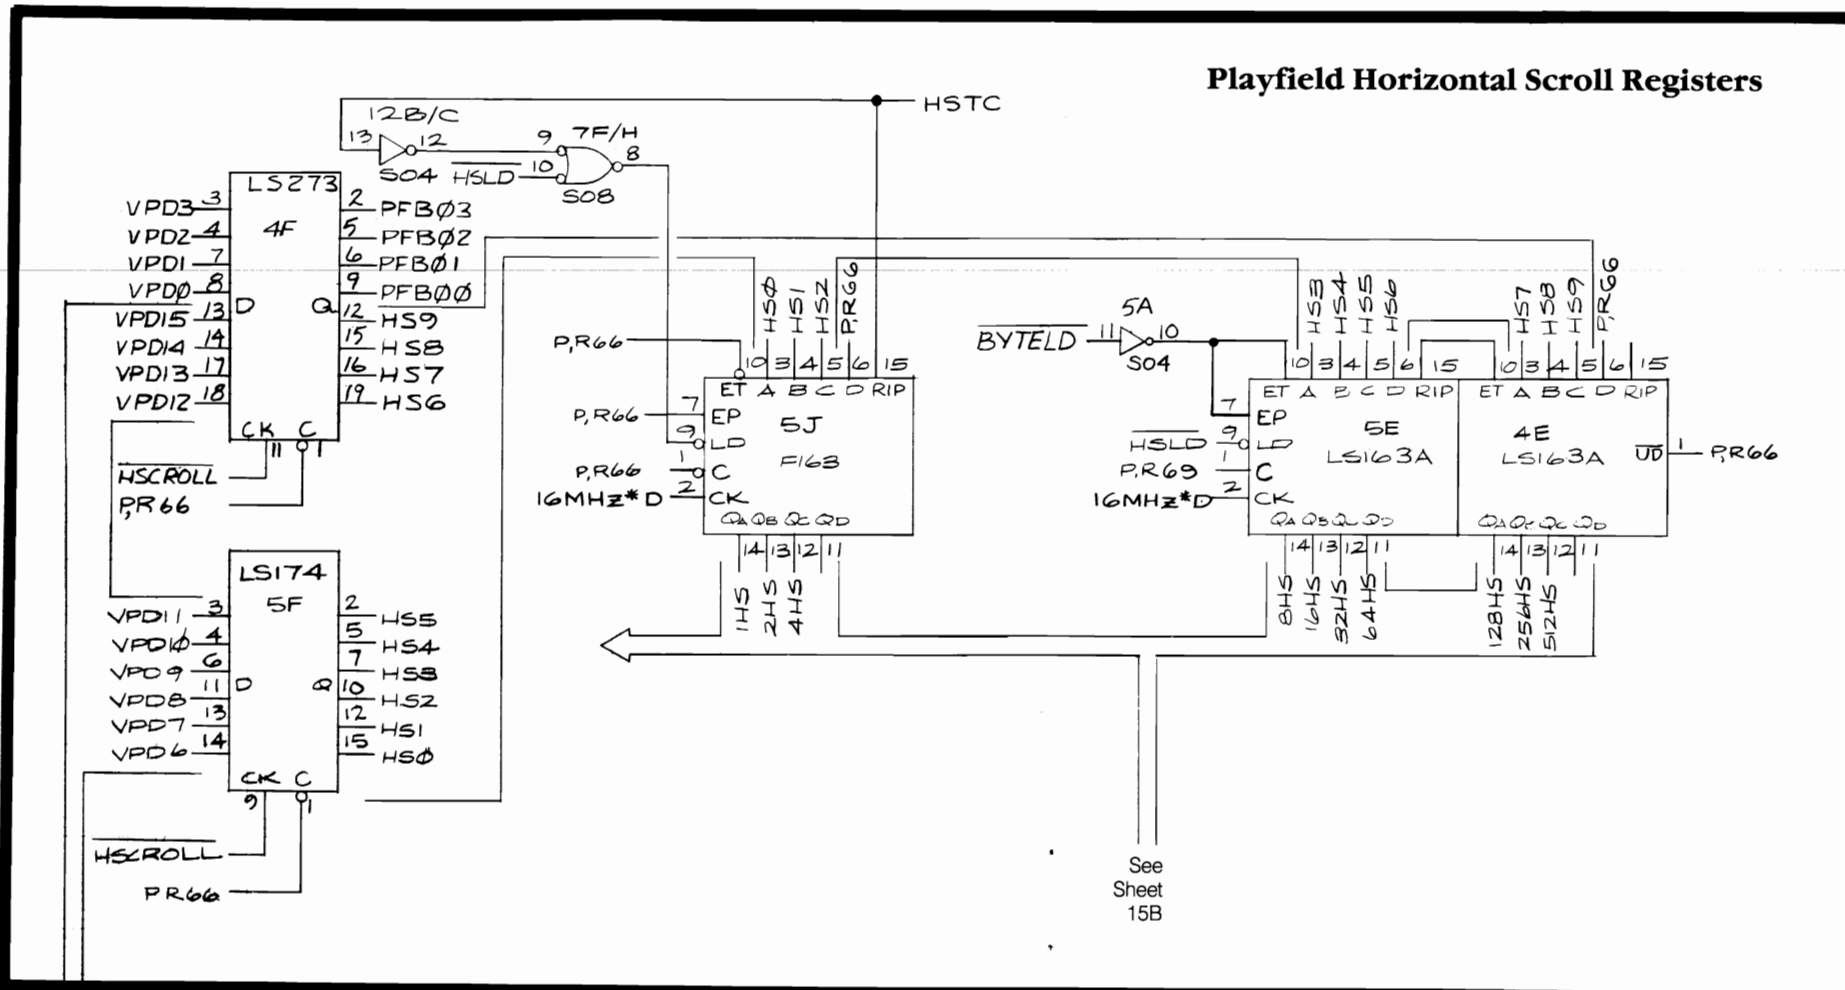 Playfield Horizontal Scroll Registers
HSTC
12B/C
13 12
S04
9 7F/H
HSLD 10 8
S08
LS273
4F
VPD3 3 2 PFBØ3
VPD2 4 5 PFBØ2
VPD1 7 6 PFBØ1
VPDØ 8 9 PFBØØ
D Q
VPD15 13 12 HS9
VPD14 14 15 HS8
VPD13 17 16 HS7
VPD12 18 19 HS6
CK C
11 1
HSCROLL
P,R66
LS174
5F
VPD11 3 2 HS5
VPD1Ø 4 5 HS4
VPD9 6 7 HS3
D Q
VPD8 11 10 HS2
VPD7 13 12 HS1
VPD6 14 15 HSØ
CK C
9 1
HSCROLL
PR66
HSØ HS1 HS2 P,R66
P,R66
10 3 4 5 6 15
ET A B C D RIP
P,R66 7 EP
5J
9 LD
F163
P,R66 1 C
16MHz*D 2 CK
QA QB QC QD
14 13 12 11
1HS 2HS 4HS
5A
BYTELD 11 10
S04
HS3 HS4 HS5 HS6
HS7 HS8 HS9 P,R66
10 3 4 5 6 15
10 3 4 5 6 15
ET A B C D RIP
ET A B C D RIP
7 EP
5E
4E
HSLD 9 LD
LS163A
LS163A
UD 1 P,R66
P,R69 1 C
16MHz*D 2 CK
14 13 12 11
14 13 12 11
8HS 16HS 32HS 64HS
128HS 256HS 512HS
See
Sheet
15B